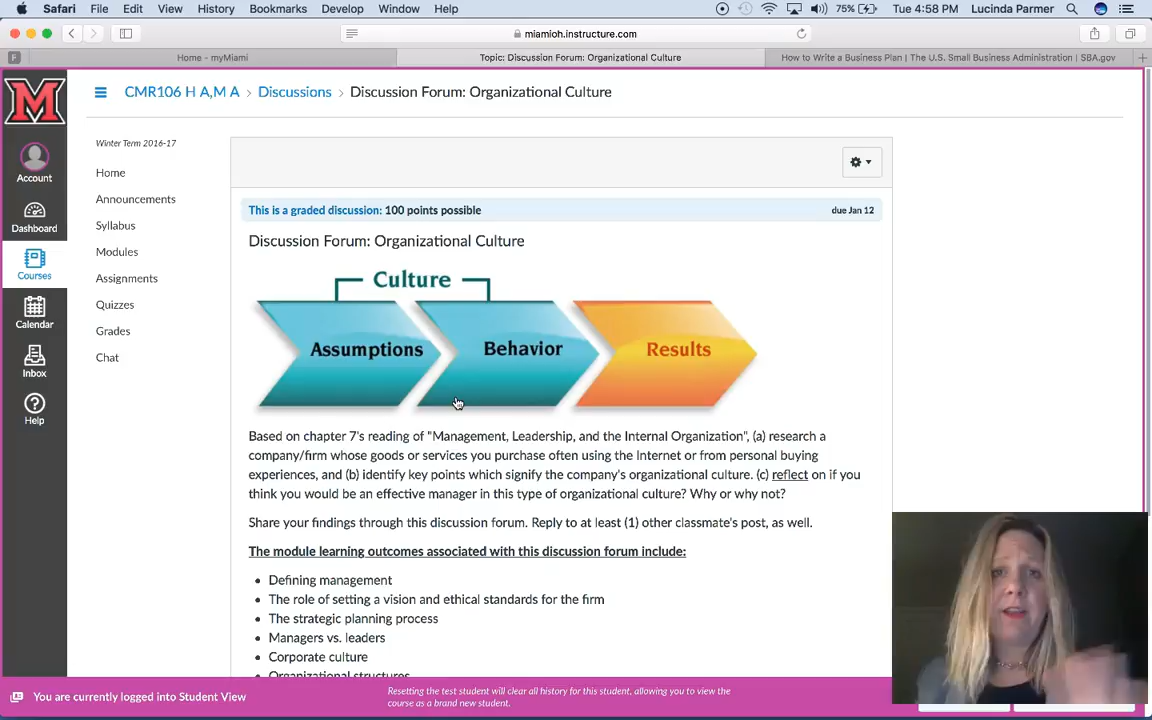 Safari File Edit View History Bookmarks Develop Window Help 75% Tue 4:58 PM Lucinda Parmer
miamioh.instructure.com
F Home - myMiami Topic: Discussion Forum: Organizational Culture How to Write a Business Plan | The U.S. Small Business Administration | SBA.gov
M
CMR106 H A,M A > Discussions > Discussion Forum: Organizational Culture
Account
Dashboard
Courses
Calendar
Inbox
Help
Winter Term 2016-17
Home
Announcements
Syllabus
Modules
Assignments
Quizzes
Grades
Chat
This is a graded discussion: 100 points possible due Jan 12
Discussion Forum: Organizational Culture
Culture
Assumptions Behavior Results
Based on chapter 7's reading of "Management, Leadership, and the Internal Organization", (a) research a
company/firm whose goods or services you purchase often using the Internet or from personal buying
experiences, and (b) identify key points which signify the company's organizational culture. (c) reflect on if you
think you would be an effective manager in this type of organizational culture? Why or why not?
Share your findings through this discussion forum. Reply to at least (1) other classmate's post, as well.
The module learning outcomes associated with this discussion forum include:
• Defining management
• The role of setting a vision and ethical standards for the firm
• The strategic planning process
• Managers vs. leaders
• Corporate culture
• Organizational structures
You are currently logged into Student View
Resetting the test student will clear all history for this student, allowing you to view the
course as a brand new student.